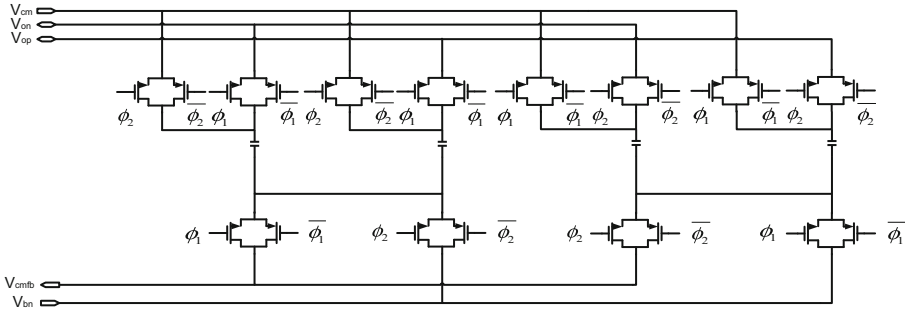 Vcm
Von
Vop
ϕ₂ ϕ̅₂ ϕ₁ ϕ̅₁ ϕ₂ ϕ̅₂ ϕ₁ ϕ̅₁ ϕ₁ ϕ̅₁ ϕ₂ ϕ̅₂ ϕ₁ ϕ̅₁ ϕ₂ ϕ̅₂
ϕ₁ ϕ̅₁ ϕ₂ ϕ̅₂ ϕ₂ ϕ̅₂ ϕ₁ ϕ̅₁
Vcmfb
Vbn